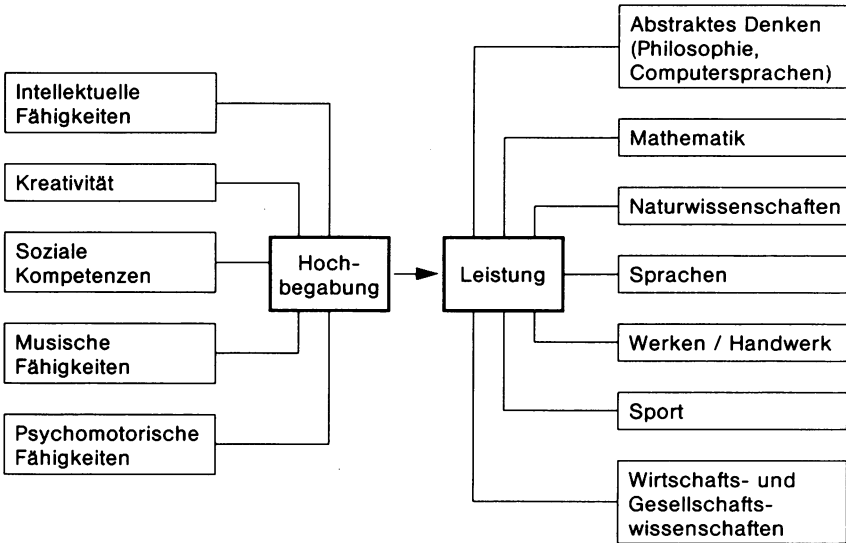 Intellektuelle
Fähigkeiten
Kreativität
Soziale
Kompetenzen
Musische
Fähigkeiten
Psychomotorische
Fähigkeiten
Hoch-
begabung
Leistung
Abstraktes Denken
(Philosophie,
Computersprachen)
Mathematik
Naturwissenschaften
Sprachen
Werken / Handwerk
Sport
Wirtschafts- und
Gesellschafts-
wissenschaften